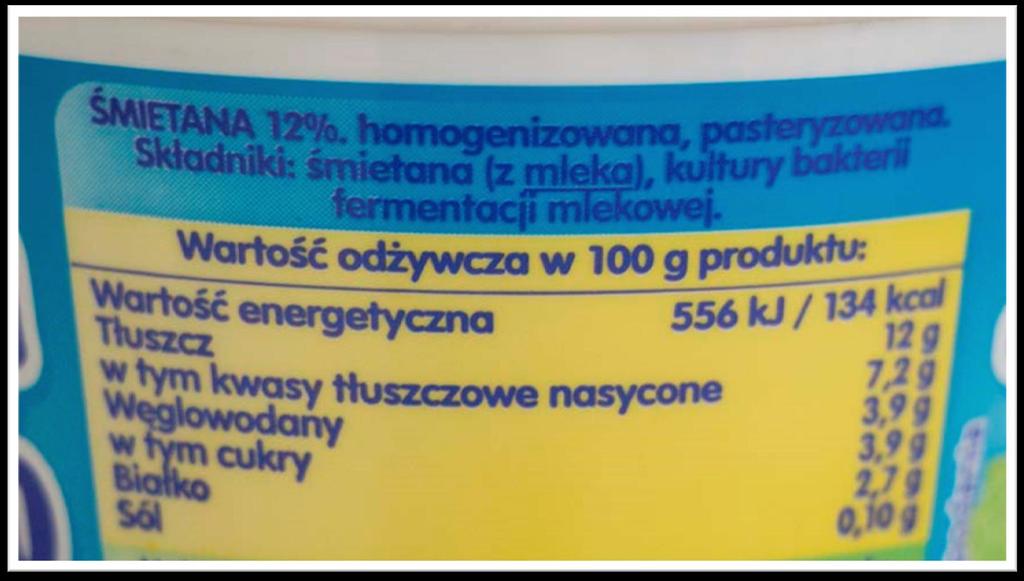 ŚMIETANA 12%. homogenizowana, pasteryzowana.
Składniki: śmietana (z mleka), kultury bakterii
fermentacji mlekowej.
Wartość odżywcza w 100 g produktu:
Wartość energetyczna 556 kJ / 134 kcal
Tłuszcz 12 g
w tym kwasy tłuszczowe nasycone 7,2 g
Węglowodany 3,9 g
w tym cukry 3,9 g
Białko 2,7 g
Sól 0,10 g